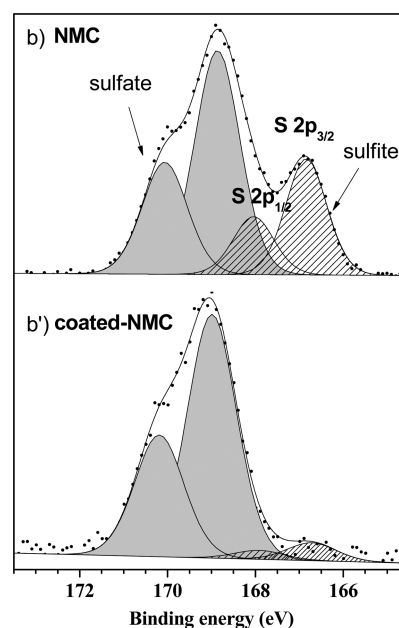 b) NMC
sulfate
S 2p3/2
sulfite
S 2p1/2
b') coated-NMC
172 170 168 166
Binding energy (eV)